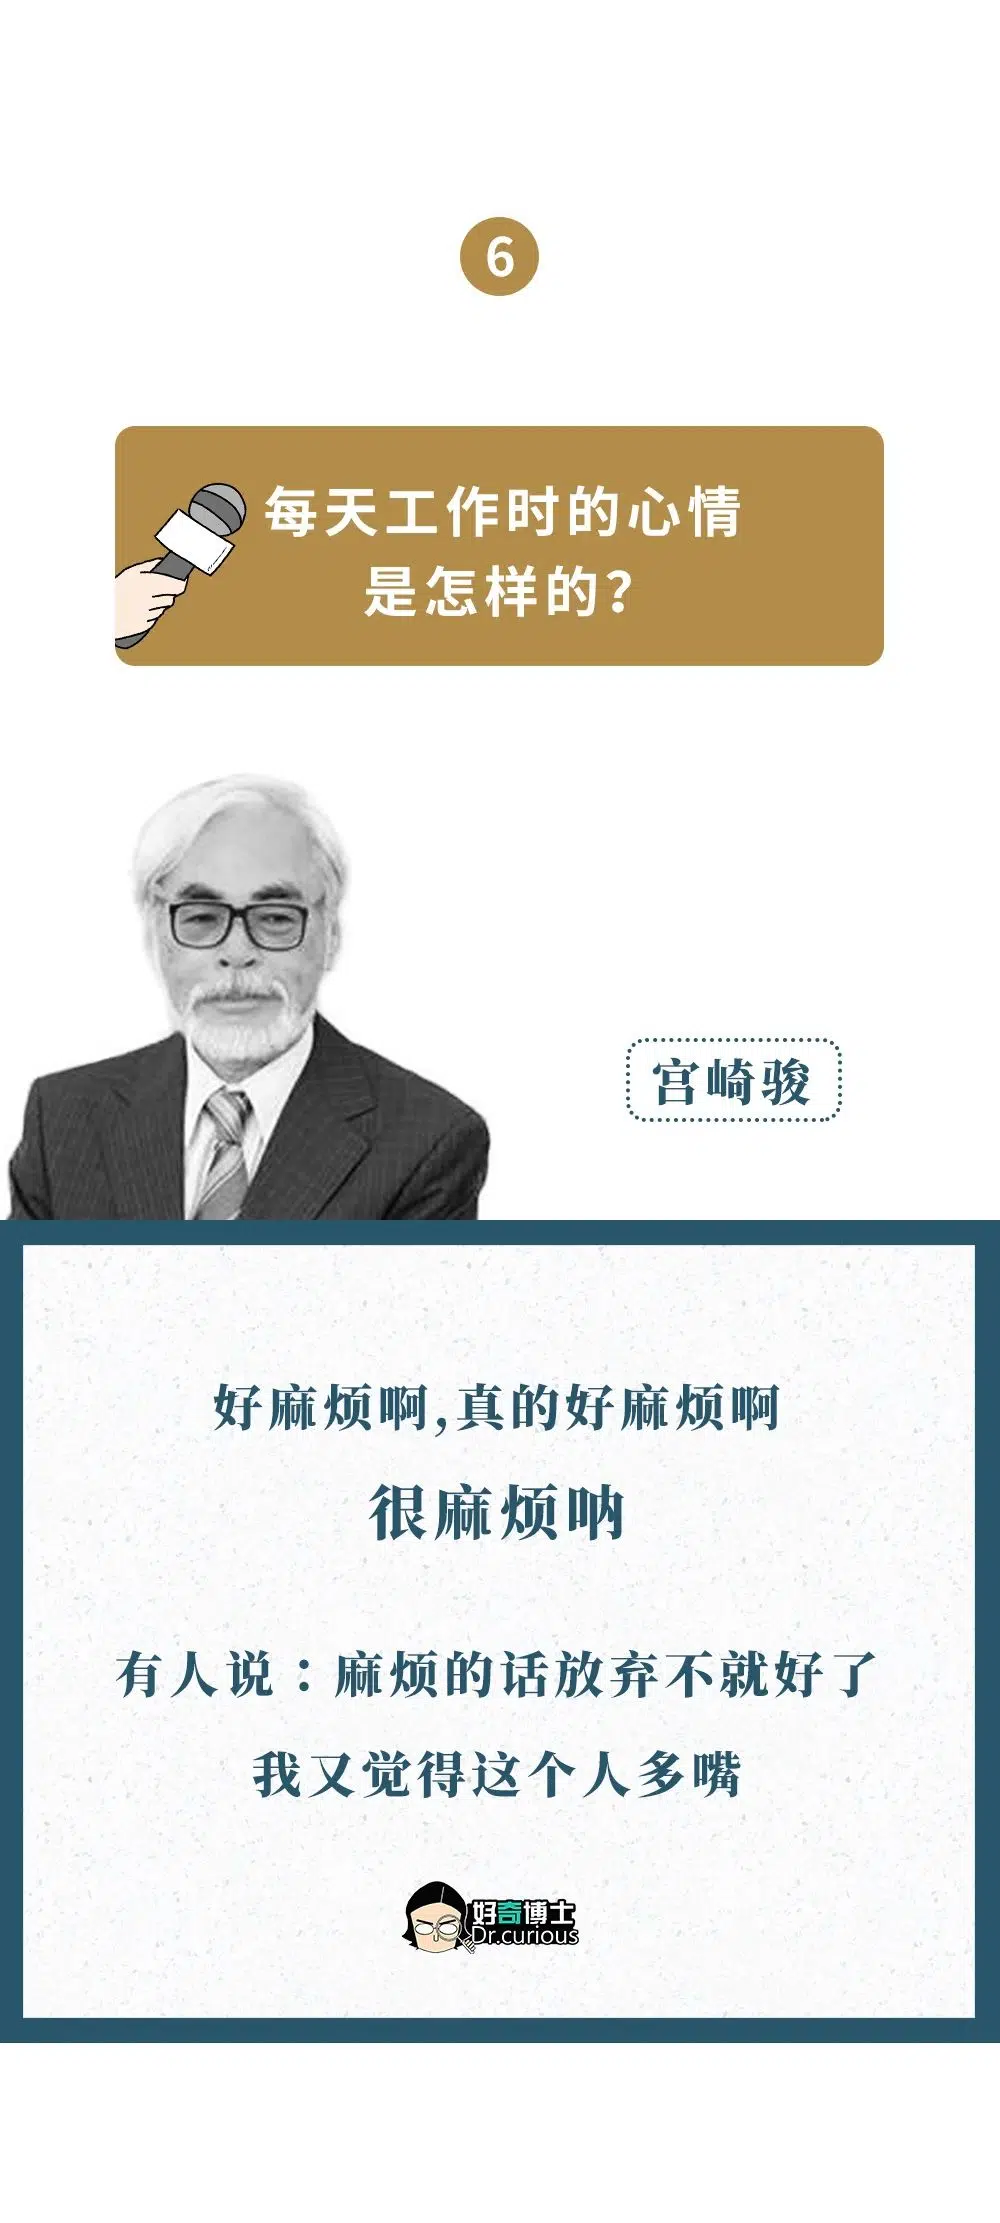 6
每天工作时的心情
是怎样的？
宫崎骏
好麻烦啊,真的好麻烦啊
很麻烦呐
有人说：麻烦的话放弃不就好了
我又觉得这个人多嘴
好奇博士
Dr.curious